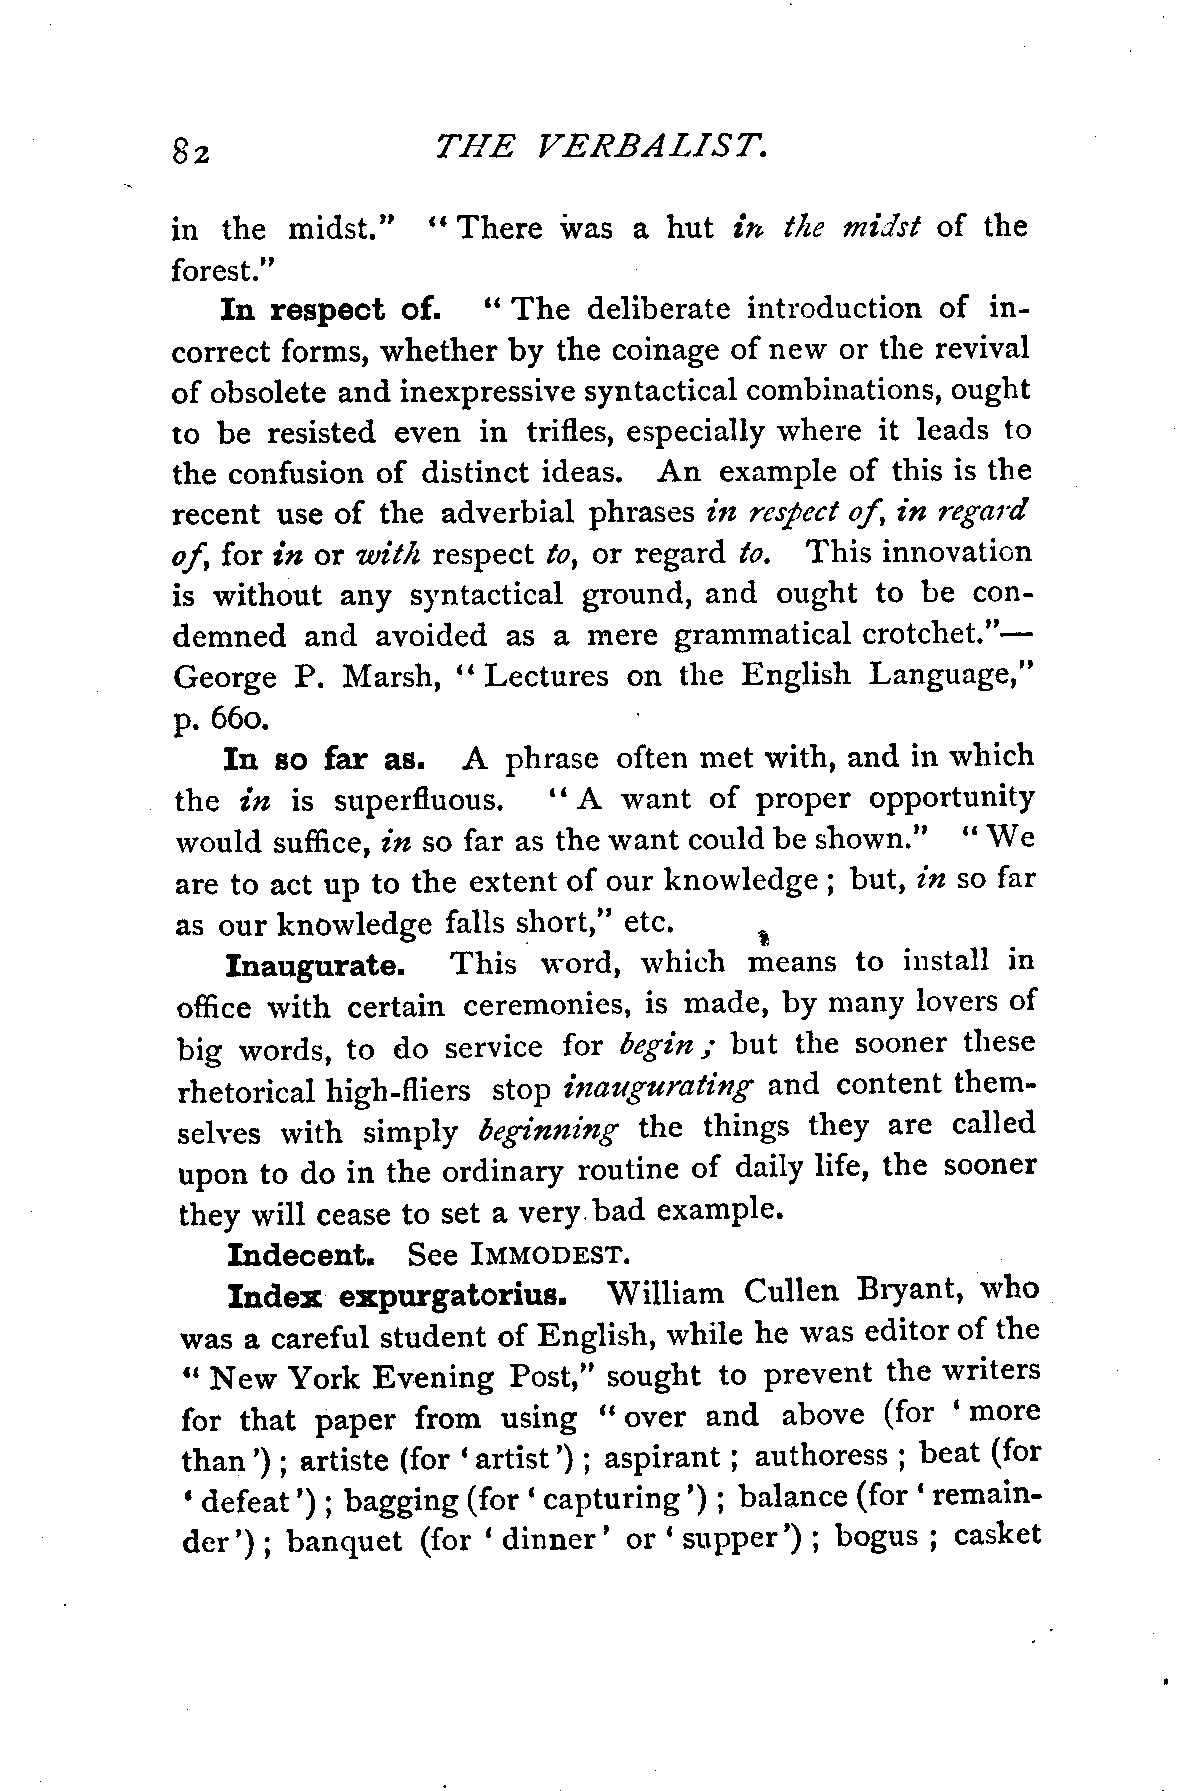 82 THE VERBALIST.
in the midst." "There was a hut in the midst of the
forest."
In respect of. "The deliberate introduction of in-
correct forms, whether by the coinage of new or the revival
of obsolete and inexpressive syntactical combinations, ought
to be resisted even in trifles, especially where it leads to
the confusion of distinct ideas. An example of this is the
recent use of the adverbial phrases in respect of, in regard
of, for in or with respect to, or regard to. This innovation
is without any syntactical ground, and ought to be con-
demned and avoided as a mere grammatical crotchet."—
George P. Marsh, "Lectures on the English Language,"
p. 660.
In so far as. A phrase often met with, and in which
the in is superfluous. "A want of proper opportunity
would suffice, in so far as the want could be shown." "We
are to act up to the extent of our knowledge; but, in so far
as our knowledge falls short," etc.
Inaugurate. This word, which means to install in
office with certain ceremonies, is made, by many lovers of
big words, to do service for begin; but the sooner these
rhetorical high-fliers stop inaugurating and content them-
selves with simply beginning the things they are called
upon to do in the ordinary routine of daily life, the sooner
they will cease to set a very bad example.
Indecent. See IMMODEST.
Index expurgatorius. William Cullen Bryant, who
was a careful student of English, while he was editor of the
"New York Evening Post," sought to prevent the writers
for that paper from using "over and above (for 'more
than'); artiste (for 'artist'); aspirant; authoress; beat (for
'defeat'); bagging (for 'capturing'); balance (for 'remain-
der'); banquet (for 'dinner' or 'supper'); bogus; casket